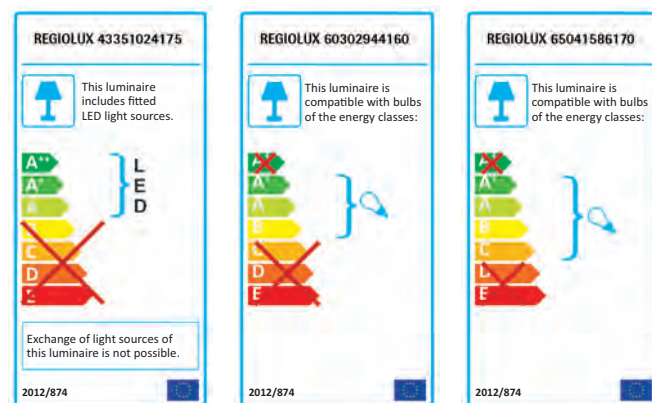 REGIOLUX 43351024175
This luminaire
includes fitted
LED light sources.
A++
A+
A
L
E
D
C
D
E
Exchange of light sources of
this luminaire is not possible.
2012/874
REGIOLUX 60302944160
This luminaire is
compatible with bulbs
of the energy classes:
A
B
D
E
2012/874
REGIOLUX 65041586170
This luminaire is
compatible with bulbs
of the energy classes:
A
B
C
E
2012/874